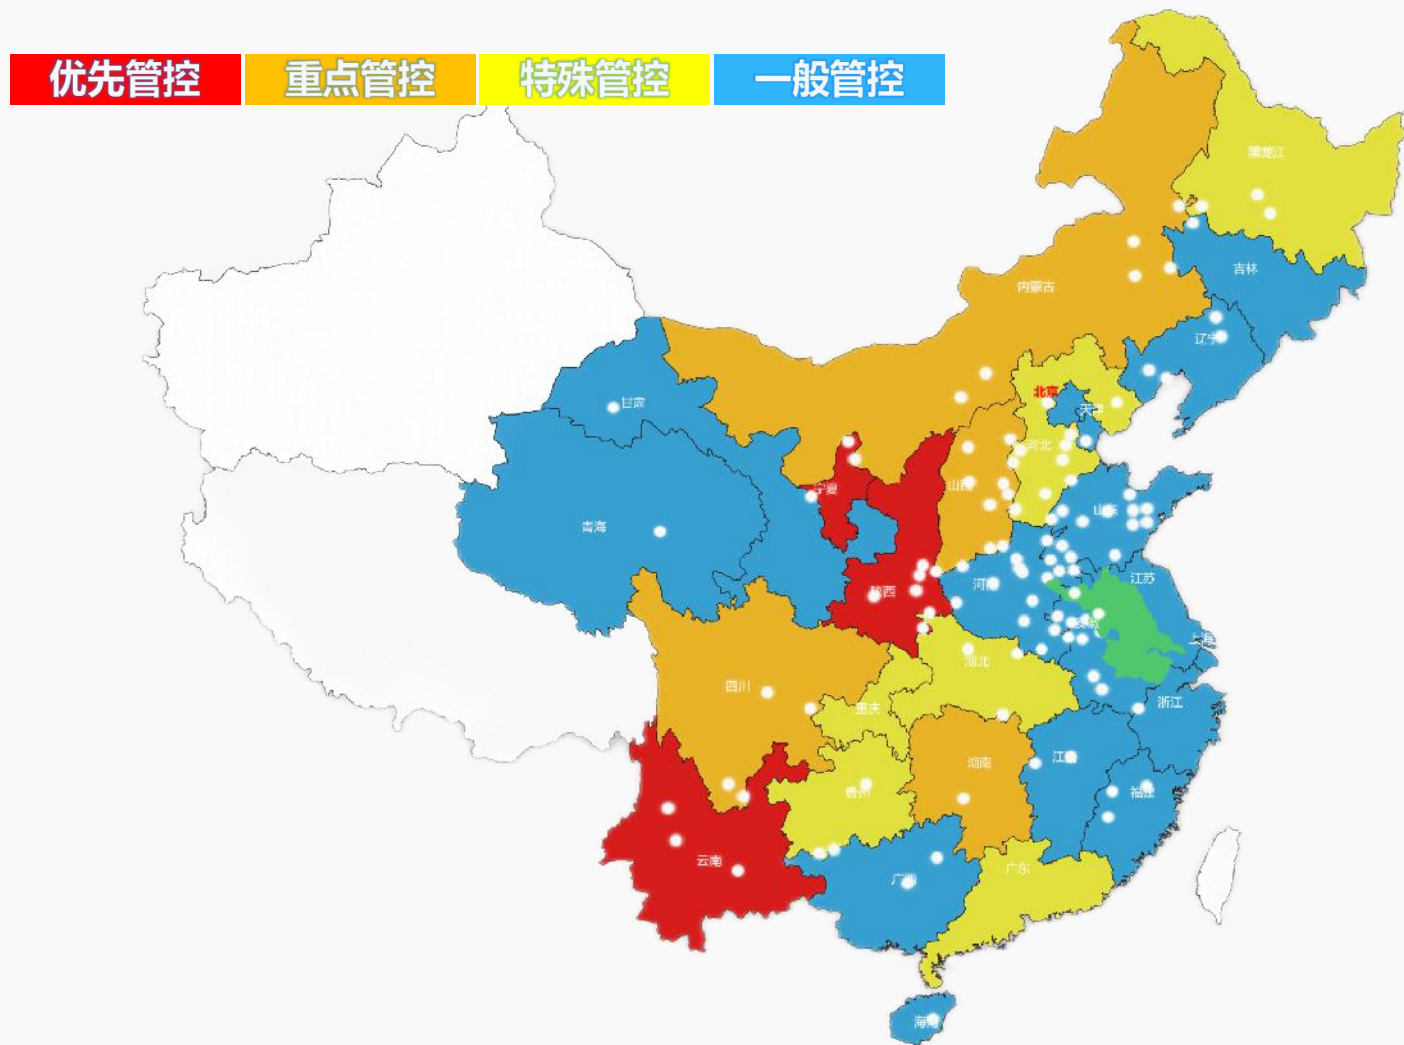 优先管控 重点管控 特殊管控 一般管控
黑龙江
吉林
内蒙古
辽宁
北京
甘肃
天津
河北
宁夏
山西
山东
青海
江苏
河南
陕西
安徽
上海
湖北
四川
重庆
浙江
江西
湖南
贵州
福建
云南
广东
广西
海南